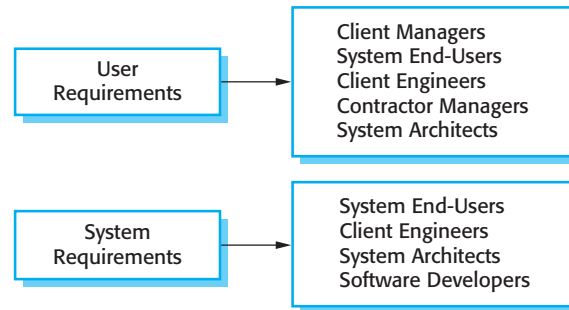 User
Requirements
Client Managers
System End-Users
Client Engineers
Contractor Managers
System Architects
System
Requirements
System End-Users
Client Engineers
System Architects
Software Developers